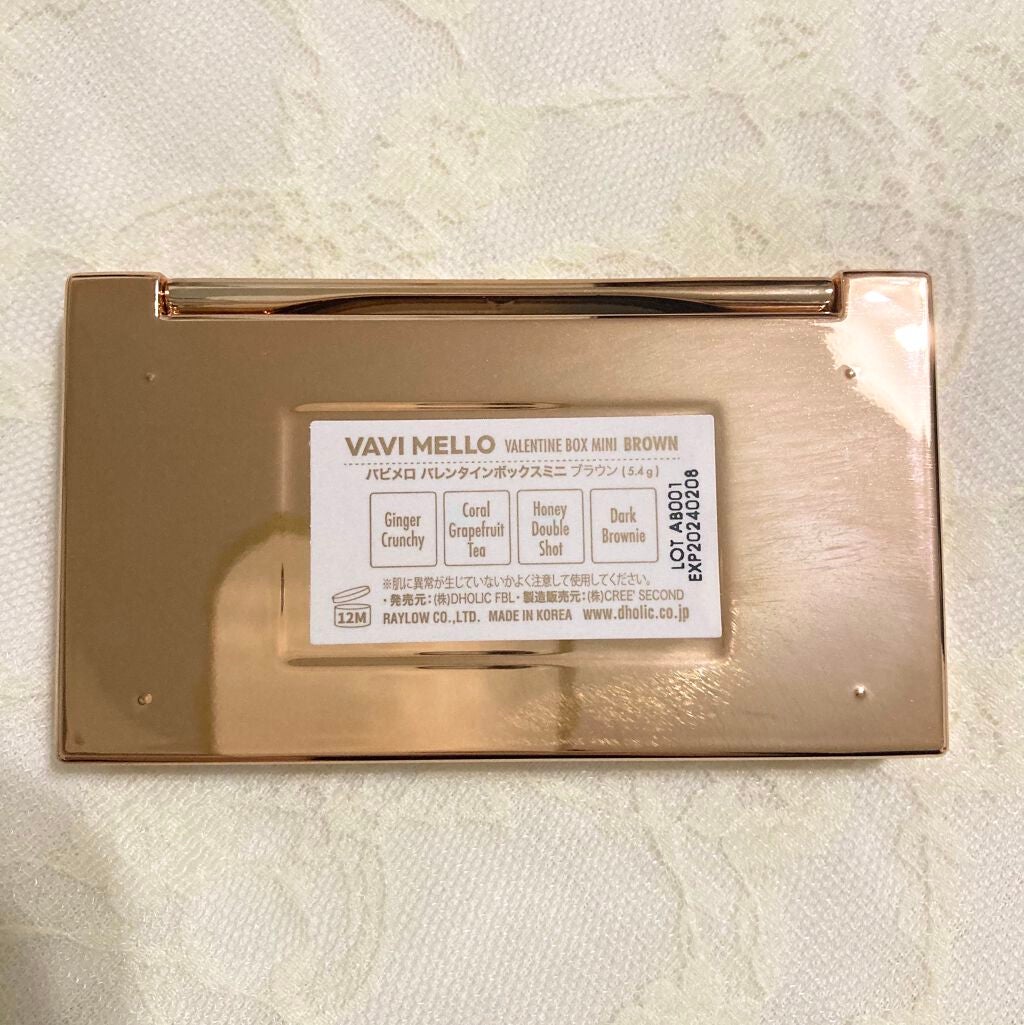 VAVI MELLO VALENTINE BOX MINI BROWN
バビメロ バレンタインボックスミニ ブラウン (5.4g)
Ginger
Crunchy
Coral
Grapefruit
Tea
Honey
Double
Shot
Dark
Brownie
※肌に異常が生じていないかよく注意して使用してください。
・発売元:(株)DHOLIC FBL・製造販売元:(株)CREE' SECOND
12M
RAYLOW CO.,LTD. MADE IN KOREA www.dholic.co.jp
LOT AB001
EXP20240208